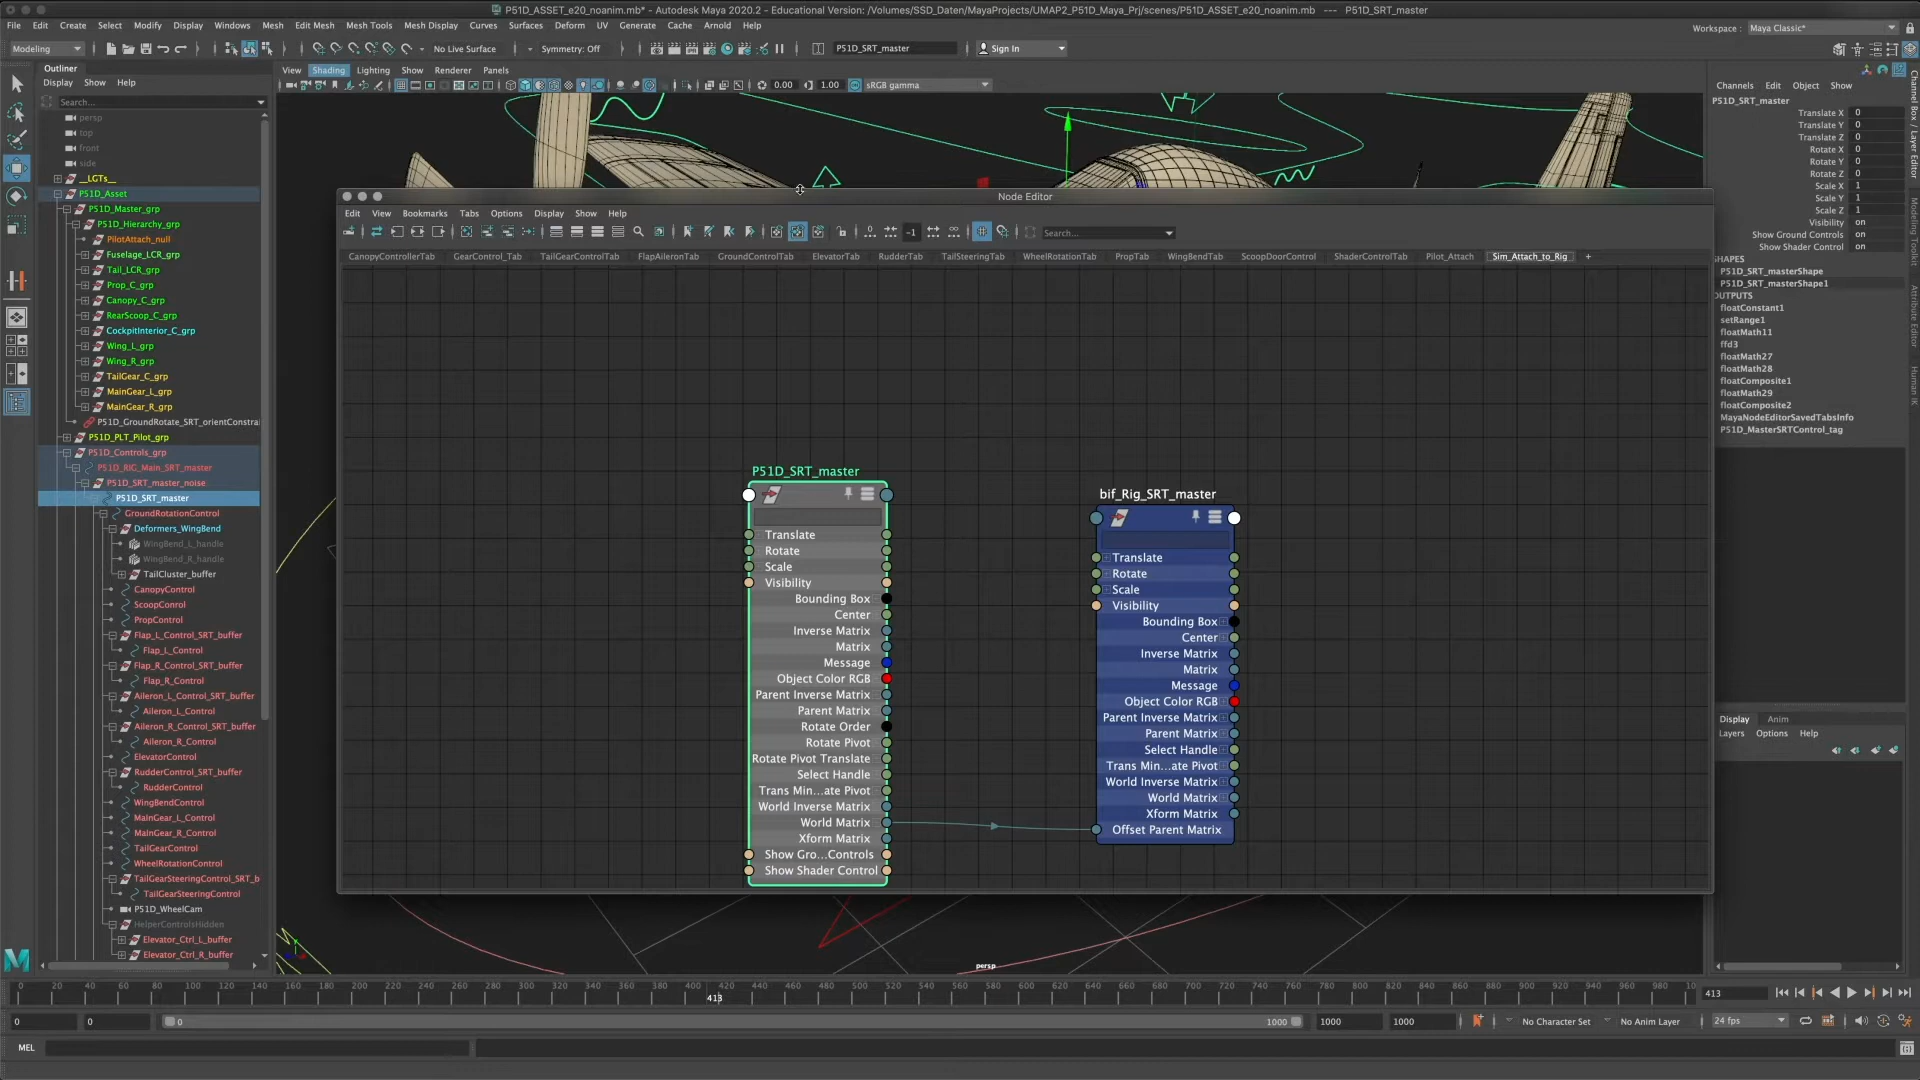 P51D_ASSET_e20_noanim.mb* - Autodesk Maya 2020.2 - Educational Version: /Volumes/SSD_Daten/MayaProjects/UMAP2_P51D_Maya_Prj/scenes/P51D_ASSET_e20_noanim.mb --- P51D_SRT_master
File Edit Create Select Modify Display Windows Mesh Edit Mesh Mesh Tools Mesh Display Curves Surfaces Deform UV Generate Cache Arnold Help
Workspace : Maya Classic*
Modeling No Live Surface Symmetry: Off P51D_SRT_master Sign In
Outliner
Display Show Help
Search...
persp
top
front
side
__LGTs__
P51D_Asset
P51D_Master_grp
P51D_Hierarchy_grp
PilotAttach_null
Fuselage_LCR_grp
Tail_LCR_grp
Prop_C_grp
Canopy_C_grp
RearScoop_C_grp
CockpitInterior_C_grp
Wing_L_grp
Wing_R_grp
TailGear_C_grp
MainGear_L_grp
MainGear_R_grp
P51D_GroundRotate_SRT_orientConstrai
P51D_PLT_Pilot_grp
P51D_Controls_grp
P51D_RIG_Main_SRT_master
P51D_SRT_master_noise
P51D_SRT_master
GroundRotationControl
Deformers_WingBend
WingBend_L_handle
WingBend_R_handle
TailCluster_buffer
CanopyControl
ScoopConrol
PropControl
Flap_L_Control_SRT_buffer
Flap_L_Control
Flap_R_Control_SRT_buffer
Flap_R_Control
Aileron_L_Control_SRT_buffer
Aileron_L_Control
Aileron_R_Control_SRT_buffer
Aileron_R_Control
ElevatorControl
RudderControl_SRT_buffer
RudderControl
WingBendControl
MainGear_L_Control
MainGear_R_Control
TailGearControl
WheelRotationControl
TailGearSteeringControl_SRT_b
TailGearSteeringControl
P51D_WheelCam
HelperControlsHidden
Elevator_Ctrl_L_buffer
Elevator_Ctrl_R_buffer
View Shading Lighting Show Renderer Panels
0.00 1.00 sRGB gamma
Node Editor
Edit View Bookmarks Tabs Options Display Show Help
-1 Search...
CanopyControllerTab GearControl_Tab TailGearControlTab FlapAileronTab GroundControlTab ElevatorTab RudderTab TailSteeringTab WheelRotationTab PropTab WingBendTab ScoopDoorControl ShaderControlTab Pilot_Attach Sim_Attach_to_Rig +
P51D_SRT_master
Translate
Rotate
Scale
Visibility
Bounding Box
Center
Inverse Matrix
Matrix
Message
Object Color RGB
Parent Inverse Matrix
Parent Matrix
Rotate Order
Rotate Pivot
Rotate Pivot Translate
Select Handle
Trans Min...ate Pivot
World Inverse Matrix
World Matrix
Xform Matrix
Show Gro...Controls
Show Shader Control
bif_Rig_SRT_master
Translate
Rotate
Scale
Visibility
Bounding Box
Center
Inverse Matrix
Matrix
Message
Object Color RGB
Parent Inverse Matrix
Parent Matrix
Select Handle
Trans Min...ate Pivot
World Inverse Matrix
World Matrix
Xform Matrix
Offset Parent Matrix
persp
Channels Edit Object Show
P51D_SRT_master
Translate X 0
Translate Y 0
Translate Z 0
Rotate X 0
Rotate Y 0
Rotate Z 0
Scale X 1
Scale Y 1
Scale Z 1
Visibility on
Show Ground Controls on
Show Shader Control on
SHAPES
P51D_SRT_masterShape
P51D_SRT_masterShape1
OUTPUTS
floatConstant1
setRange1
floatMath11
ffd3
floatMath27
floatMath28
floatComposite1
floatMath29
floatComposite2
MayaNodeEditorSavedTabsInfo
P51D_MasterSRTControl_tag
Channel Box / Layer Editor
Modeling Toolkit
Attribute Editor
Human IK
Display Anim
Layers Options Help
0 20 40 60 80 100 120 140 160 180 200 220 240 260 280 300 320 340 360 380 400 420 440 460 480 500 520 540 560 580 600 620 640 660 680 700 720 740 760 780 800 820 840 860 880 900 920 940 960 980 10
413
413
0 0 0 1000 1000 1000 No Character Set No Anim Layer 24 fps
MEL